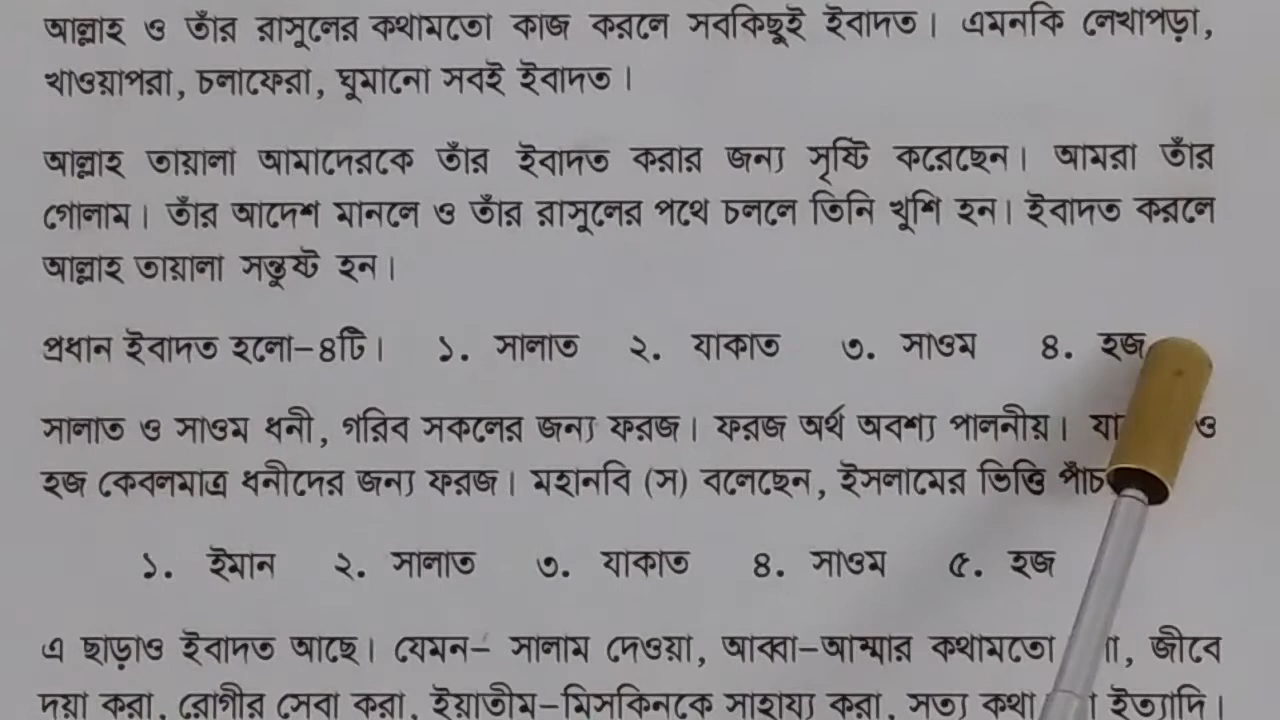 আল্লাহ ও তাঁর রাসুলের কথামতো কাজ করলে সবকিছুই ইবাদত। এমনকি লেখাপড়া,
খাওয়াপরা, চলাফেরা, ঘুমানো সবই ইবাদত।
আল্লাহ তায়ালা আমাদেরকে তাঁর ইবাদত করার জন্য সৃষ্টি করেছেন। আমরা তাঁর
গোলাম। তাঁর আদেশ মানলে ও তাঁর রাসুলের পথে চললে তিনি খুশি হন। ইবাদত করলে
আল্লাহ তায়ালা সন্তুষ্ট হন।
প্রধান ইবাদত হলো-৪টি। ১. সালাত ২. যাকাত ৩. সাওম ৪. হজ
সালাত ও সাওম ধনী, গরিব সকলের জন্য ফরজ। ফরজ অর্থ অবশ্য পালনীয়। ও
হজ কেবলমাত্র ধনীদের জন্য ফরজ। মহানবি (স) বলেছেন, ইসলামের ভিত্তি পাঁচ
১. ইমান ২. সালাত ৩. যাকাত ৪. সাওম ৫. হজ
এ ছাড়াও ইবাদত আছে। যেমন- সালাম দেওয়া, আব্বা-আম্মার কথামতো জীবে
দয়া করা, রোগীর সেবা করা, ইয়াতীম-মিসকিনকে সাহায্য করা, সত্য কথা ইত্যাদি।